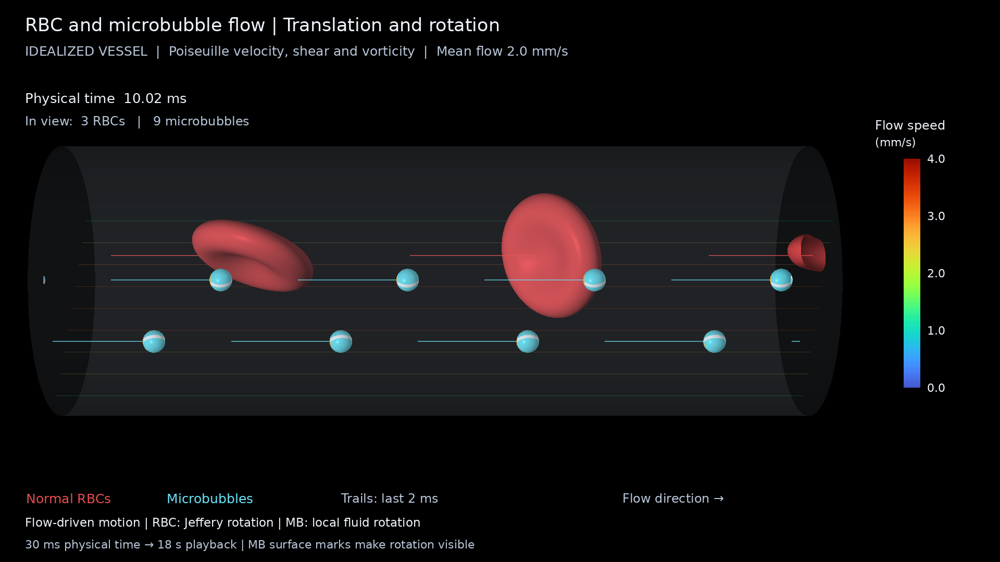 RBC and microbubble flow | Translation and rotation
IDEALIZED VESSEL | Poiseuille velocity, shear and vorticity | Mean flow 2.0 mm/s
Physical time 10.02 ms
In view: 3 RBCs | 9 microbubbles
Flow speed
(mm/s)
4.0
3.0
2.0
1.0
0.0
Normal RBCs Microbubbles Trails: last 2 ms Flow direction →
Flow-driven motion | RBC: Jeffery rotation | MB: local fluid rotation
30 ms physical time → 18 s playback | MB surface marks make rotation visible